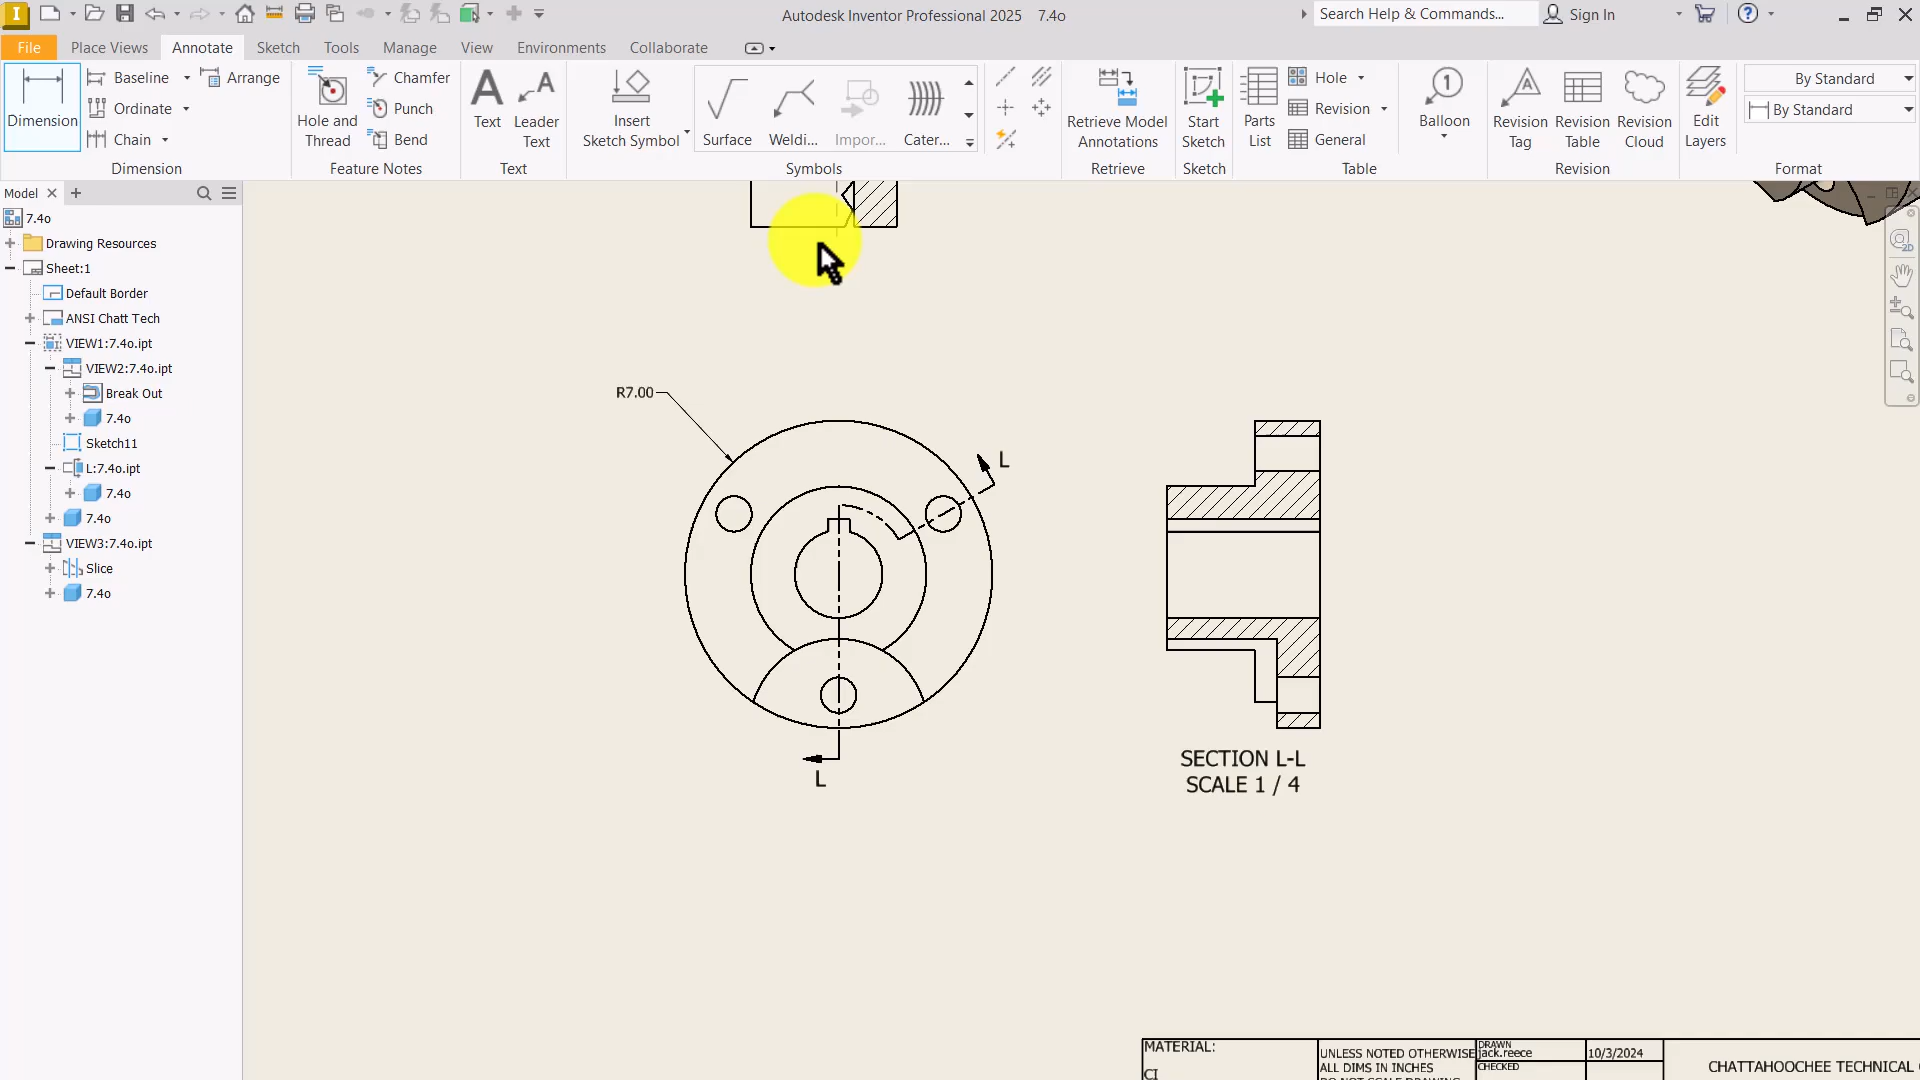 Autodesk Inventor Professional 2025 7.4o
Search Help & Commands...
Sign In
File
Place Views
Annotate
Sketch
Tools
Manage
View
Environments
Collaborate
Dimension
Baseline
Arrange
Ordinate
Chain
Dimension
Hole and
Thread
Chamfer
Punch
Bend
Feature Notes
Text
Leader
Text
Text
Insert
Sketch Symbol
Surface
Weldi...
Impor...
Cater...
Symbols
Retrieve Model
Annotations
Retrieve
Start
Sketch
Sketch
Parts
List
Hole
Revision
General
Table
Balloon
Revision
Tag
Revision
Table
Revision
Cloud
Revision
Edit
Layers
By Standard
By Standard
Format
Model
7.4o
Drawing Resources
Sheet:1
Default Border
ANSI Chatt Tech
VIEW1:7.4o.ipt
VIEW2:7.4o.ipt
Break Out
7.4o
Sketch11
L:7.4o.ipt
7.4o
7.4o
VIEW3:7.4o.ipt
Slice
7.4o
R7.00
L
L
SECTION L-L
SCALE 1 / 4
MATERIAL:
CI
UNLESS NOTED OTHERWISE
ALL DIMS IN INCHES
DRAWN
jack.reece
10/3/2024
CHECKED
CHATTAHOOCHEE TECHNICAL